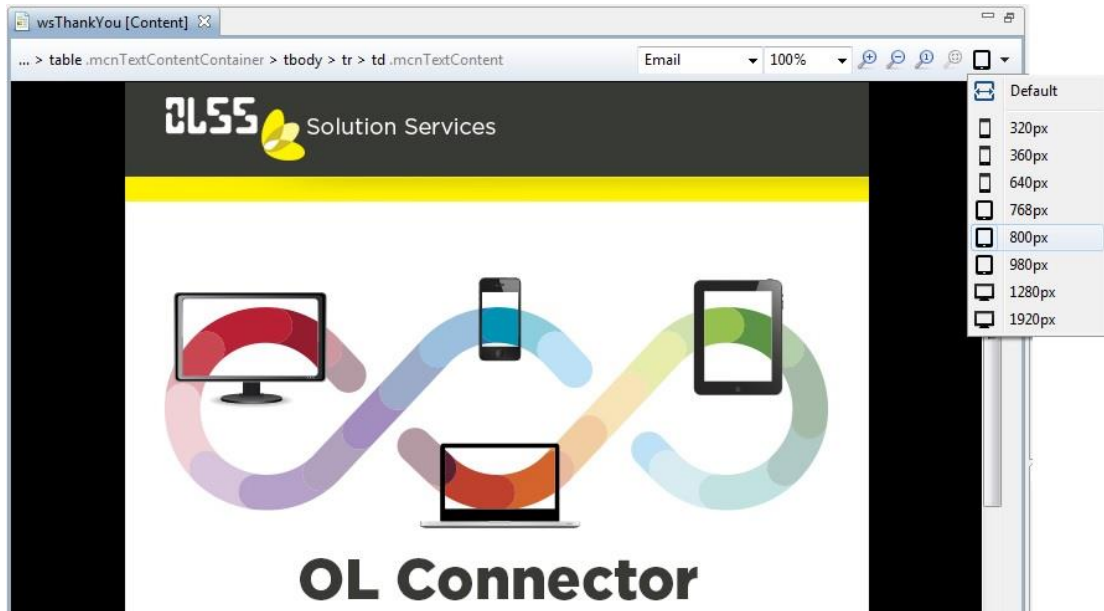 wsThankYou [Content]
... > table .mcnTextContentContainer > tbody > tr > td .mcnTextContent
Email
100%
Default
320px
360px
640px
768px
800px
980px
1280px
1920px
OLSS Solution Services
OL Connector